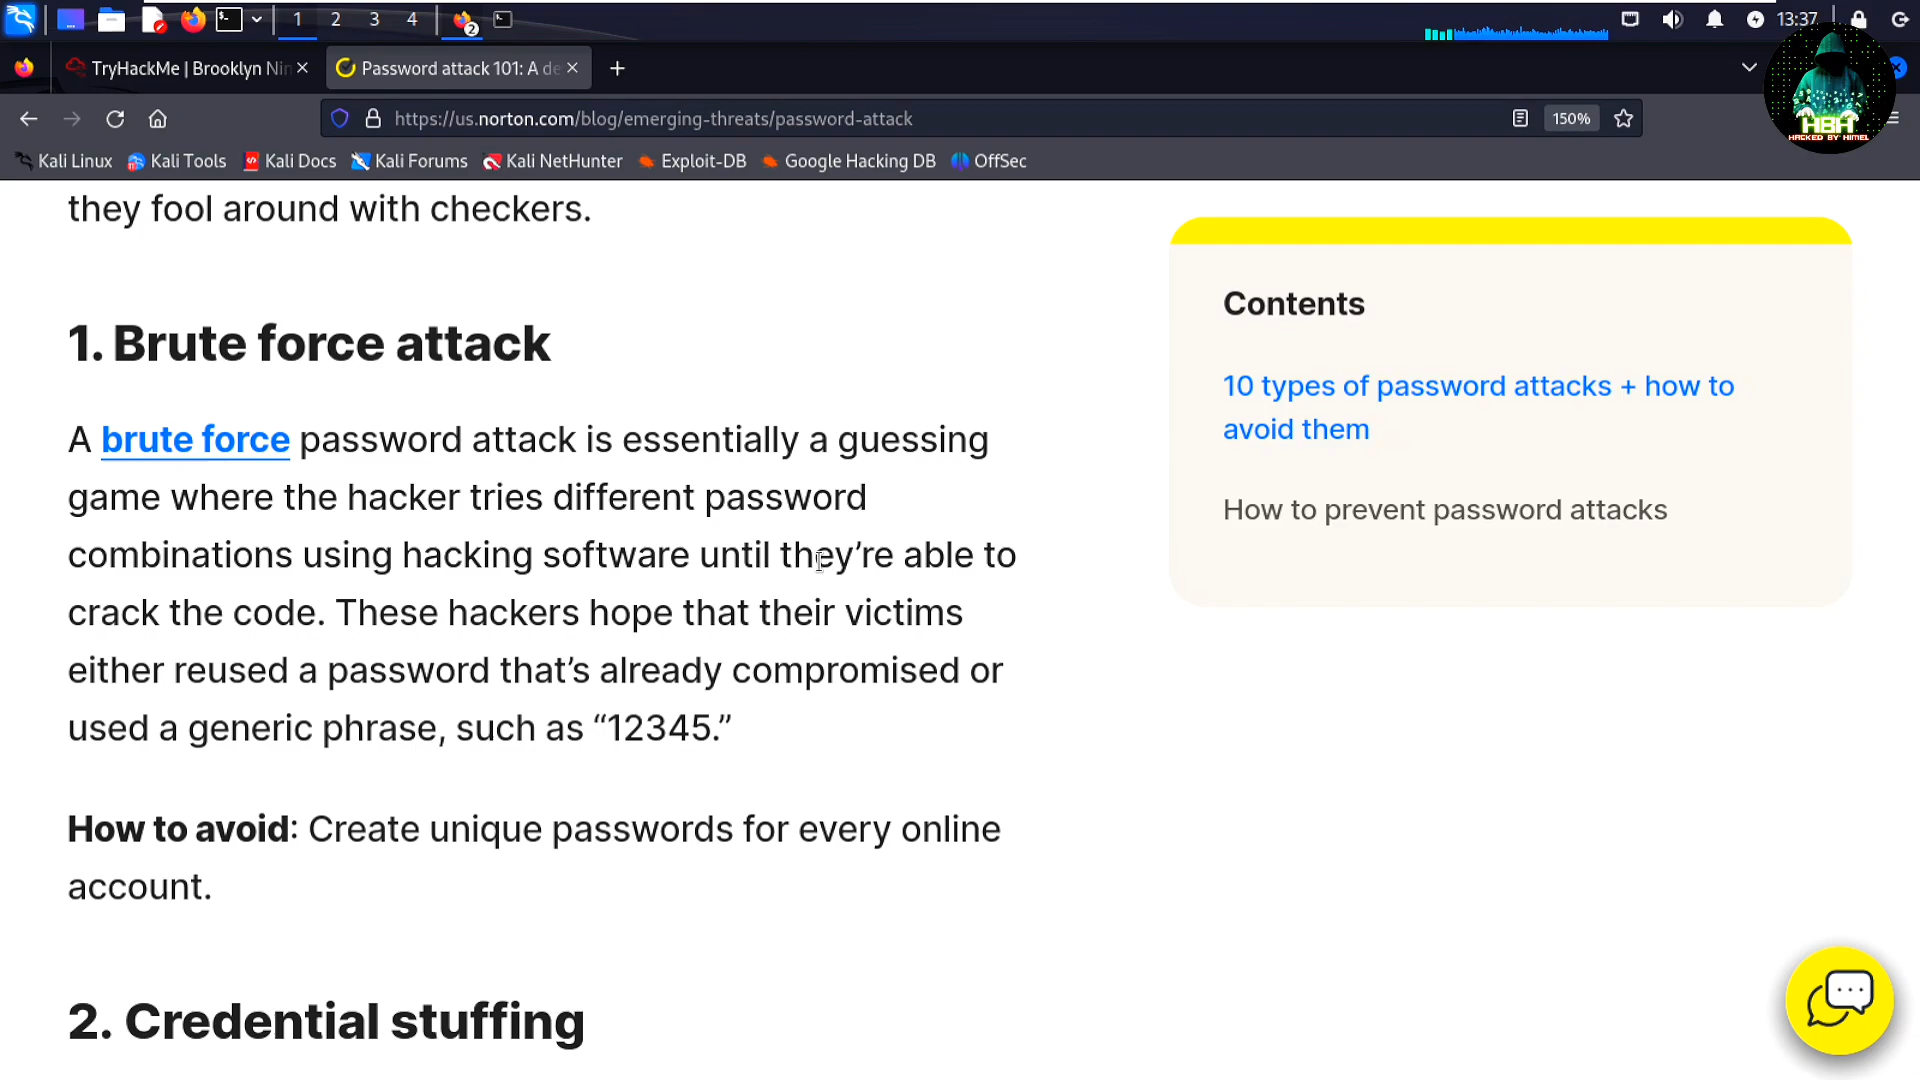 1 2 3 4 2 13:37
TryHackMe | Brooklyn Nin
Password attack 101: A de
https://us.norton.com/blog/emerging-threats/password-attack
150%
Kali Linux Kali Tools Kali Docs Kali Forums Kali NetHunter Exploit-DB Google Hacking DB OffSec
HBH
HACKED BY HIMEL
they fool around with checkers.
1. Brute force attack
A brute force password attack is essentially a guessing
game where the hacker tries different password
combinations using hacking software until they’re able to
crack the code. These hackers hope that their victims
either reused a password that’s already compromised or
used a generic phrase, such as “12345.”
How to avoid: Create unique passwords for every online
account.
2. Credential stuffing
Contents
10 types of password attacks + how to
avoid them
How to prevent password attacks